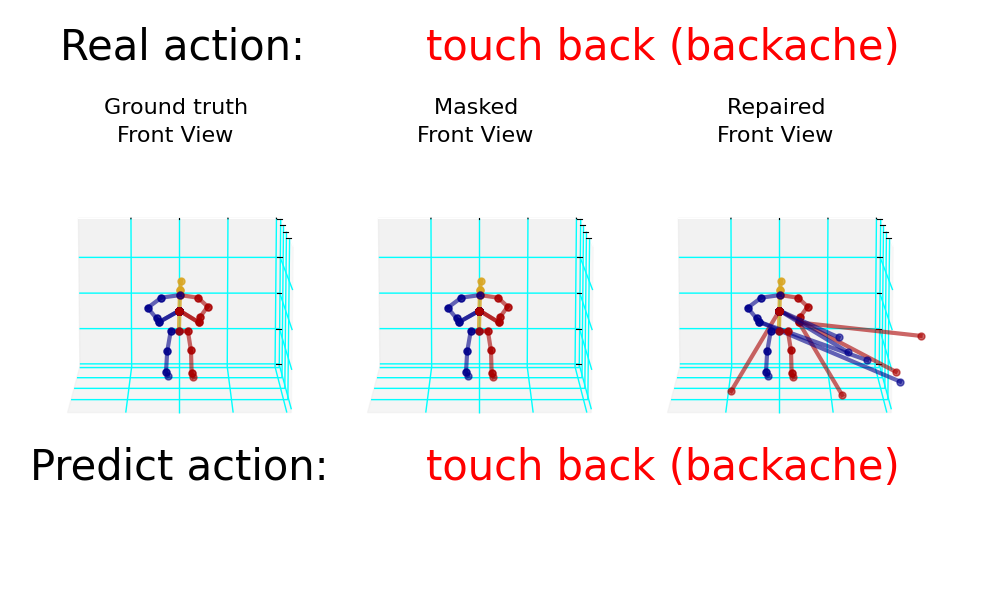 Real action: touch back (backache)
Ground truth Masked Repaired
Front View Front View Front View
Predict action: touch back (backache)